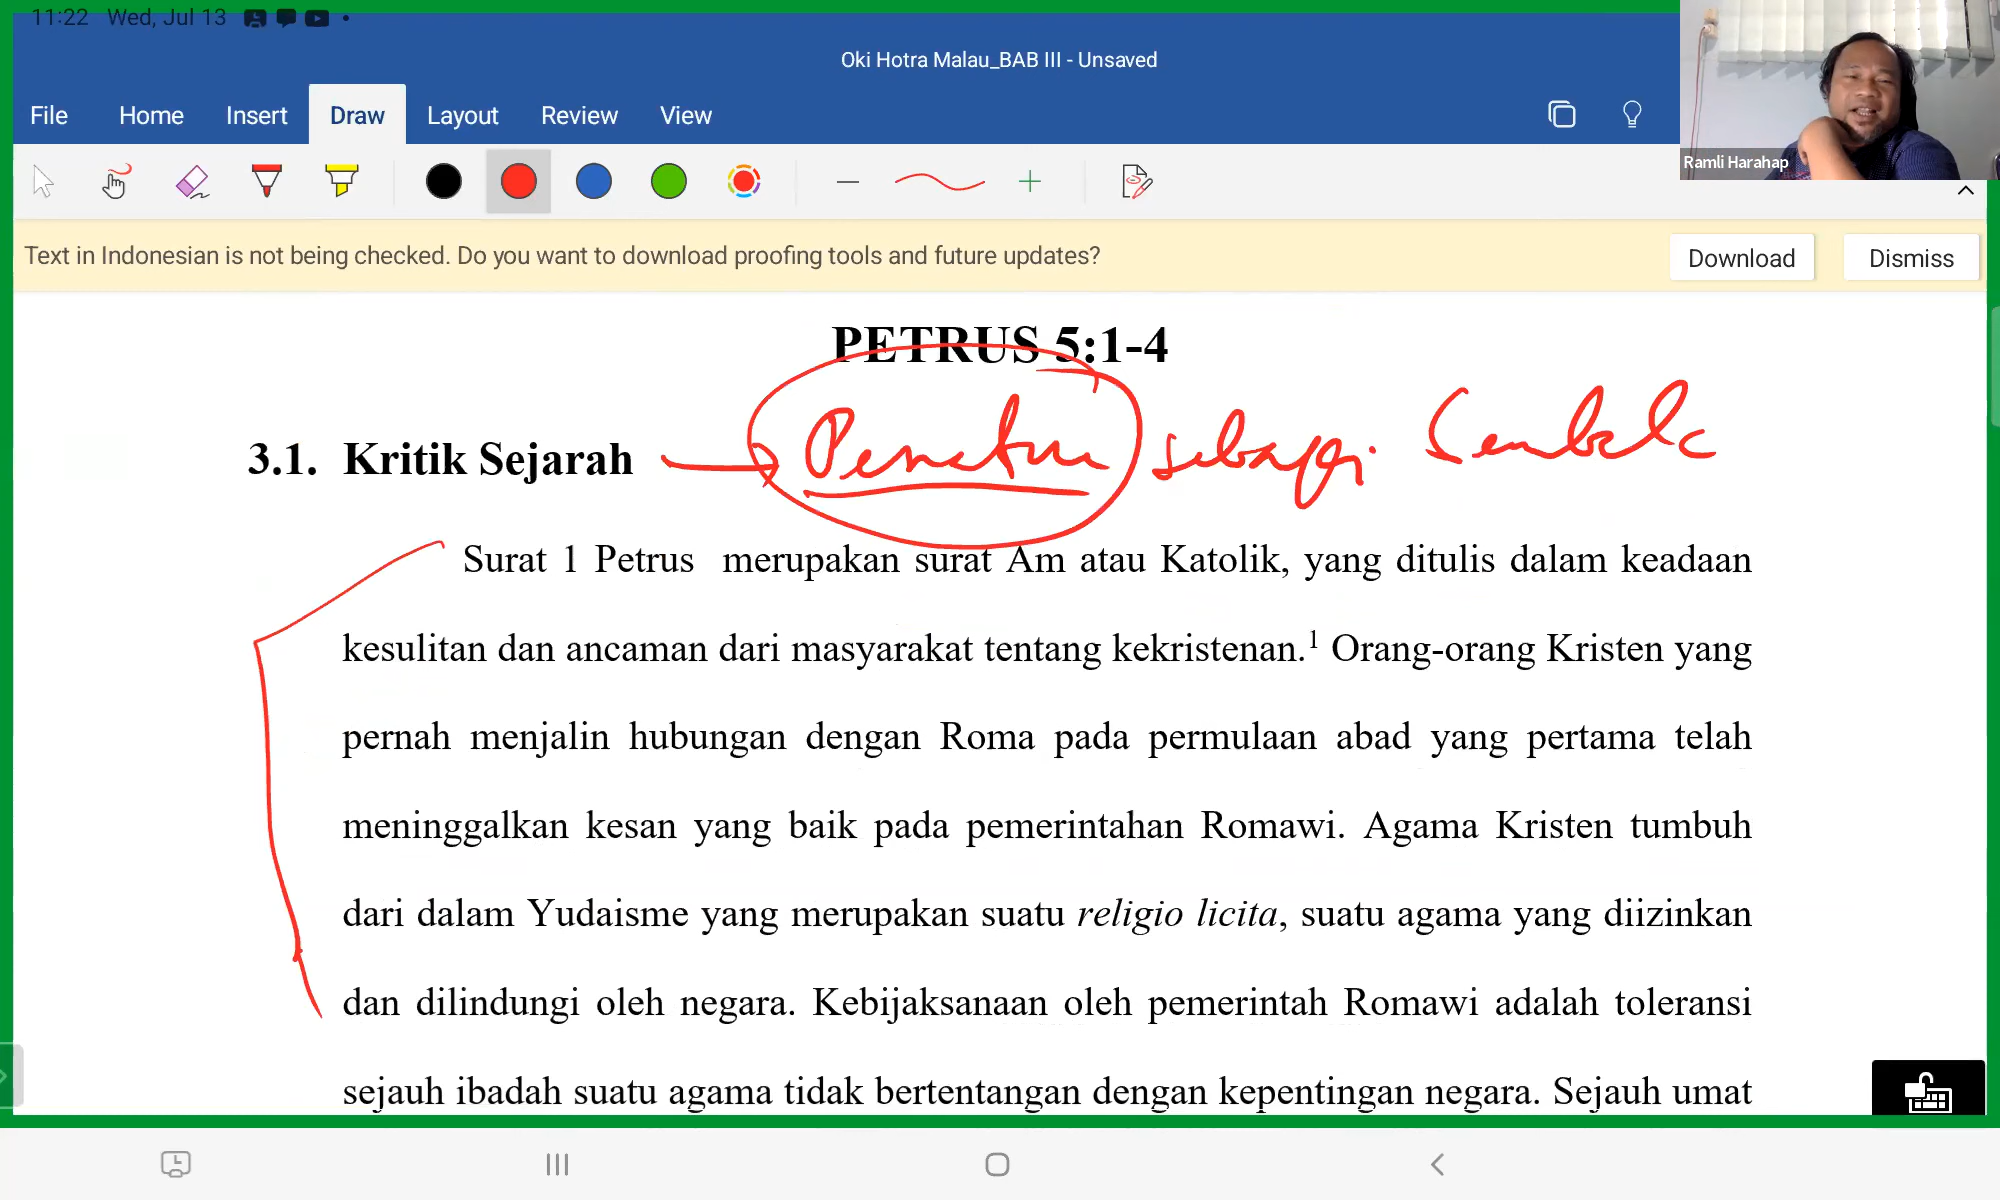 11:22 Wed, Jul 13
Oki Hotra Malau_BAB III - Unsaved
File Home Insert Draw Layout Review View
Ramli Harahap
Text in Indonesian is not being checked. Do you want to download proofing tools and future updates?
Download Dismiss
PETRUS 5:1-4
3.1. Kritik Sejarah Penatua sebagai
Surat 1 Petrus merupakan surat Am atau Katolik, yang ditulis dalam keadaan
kesulitan dan ancaman dari masyarakat tentang kekristenan.¹ Orang-orang Kristen yang
pernah menjalin hubungan dengan Roma pada permulaan abad yang pertama telah
meninggalkan kesan yang baik pada pemerintahan Romawi. Agama Kristen tumbuh
dari dalam Yudaisme yang merupakan suatu religio licita, suatu agama yang diizinkan
dan dilindungi oleh negara. Kebijaksanaan oleh pemerintah Romawi adalah toleransi
sejauh ibadah suatu agama tidak bertentangan dengan kepentingan negara. Sejauh umat